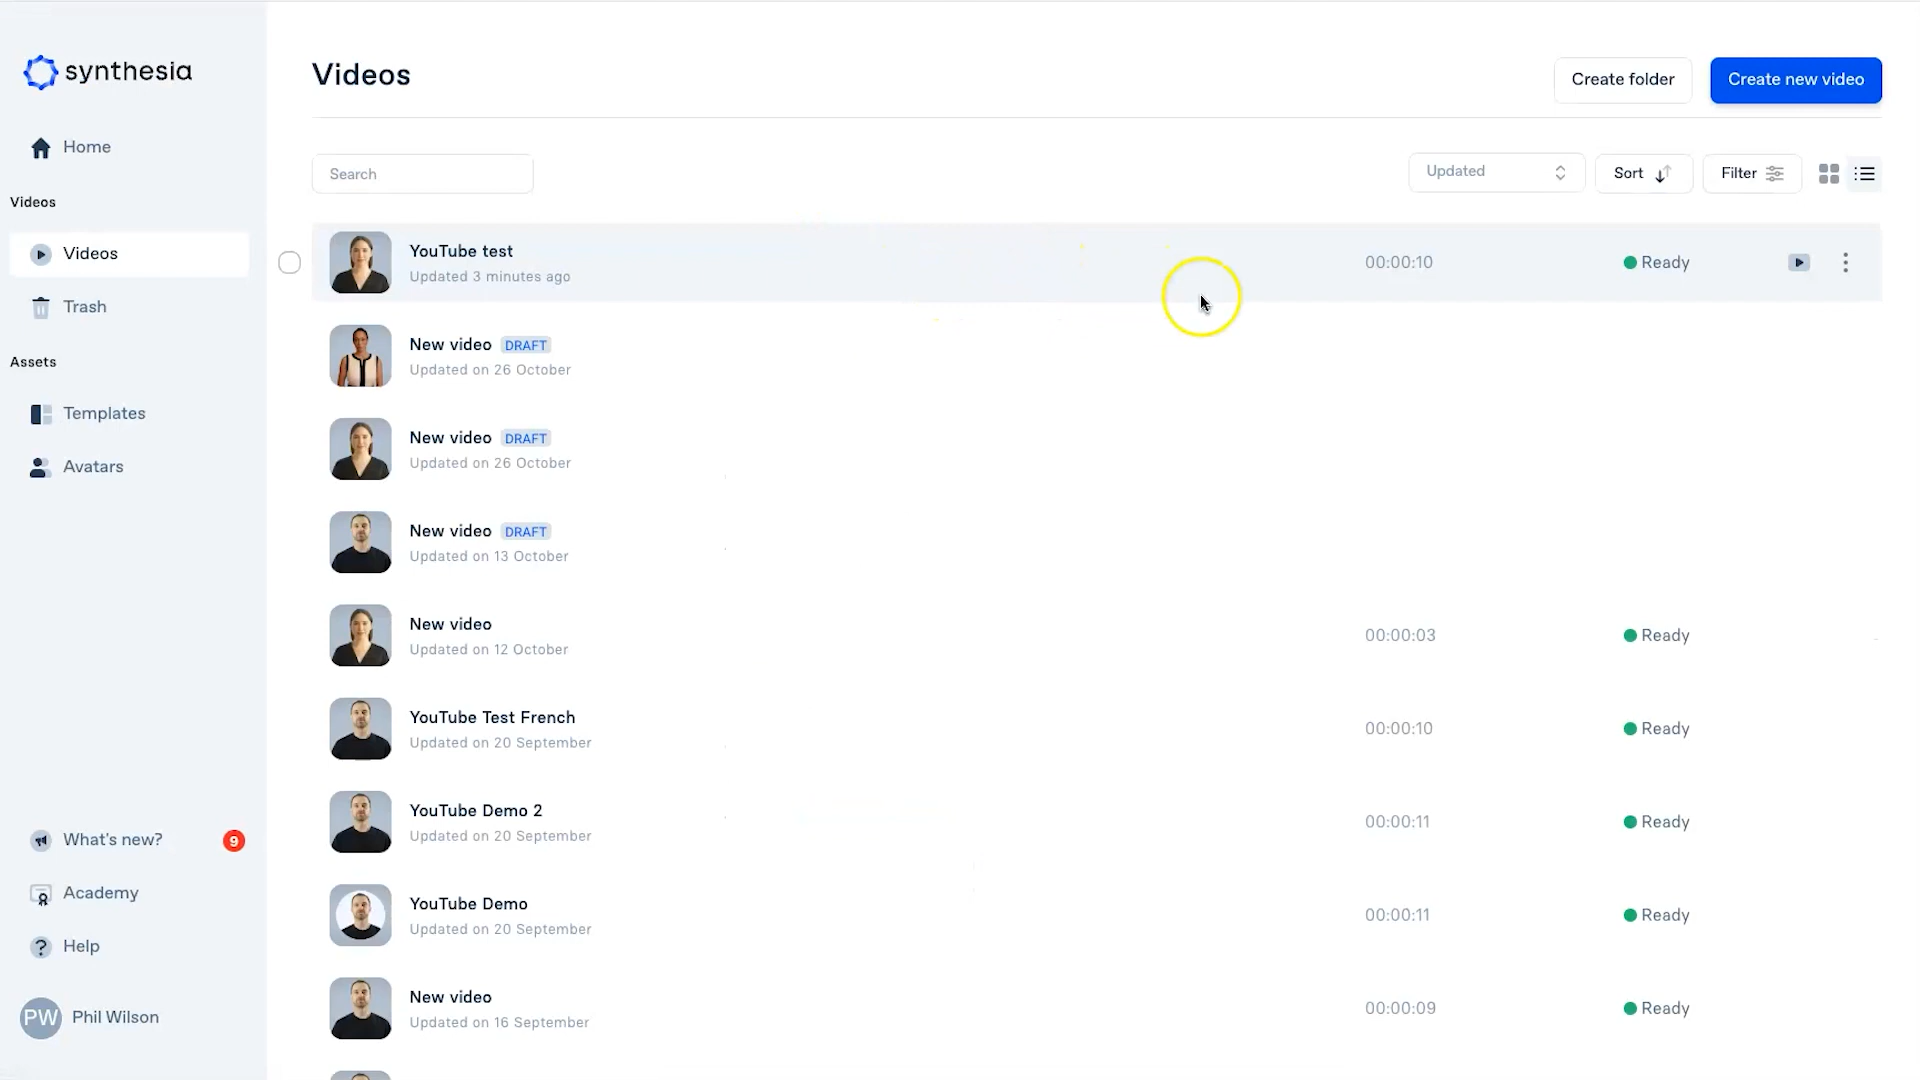 synthesia
Home
Videos
Videos
Trash
Assets
Templates
Avatars
What's new?
9
Academy
Help
PW
Phil Wilson
Videos
Create folder
Create new video
Search
Updated
Sort
Filter
YouTube test
Updated 3 minutes ago
00:00:10
Ready
New video DRAFT
Updated on 26 October
New video DRAFT
Updated on 26 October
New video DRAFT
Updated on 13 October
New video
Updated on 12 October
00:00:03
Ready
YouTube Test French
Updated on 20 September
00:00:10
Ready
YouTube Demo 2
Updated on 20 September
00:00:11
Ready
YouTube Demo
Updated on 20 September
00:00:11
Ready
New video
Updated on 16 September
00:00:09
Ready